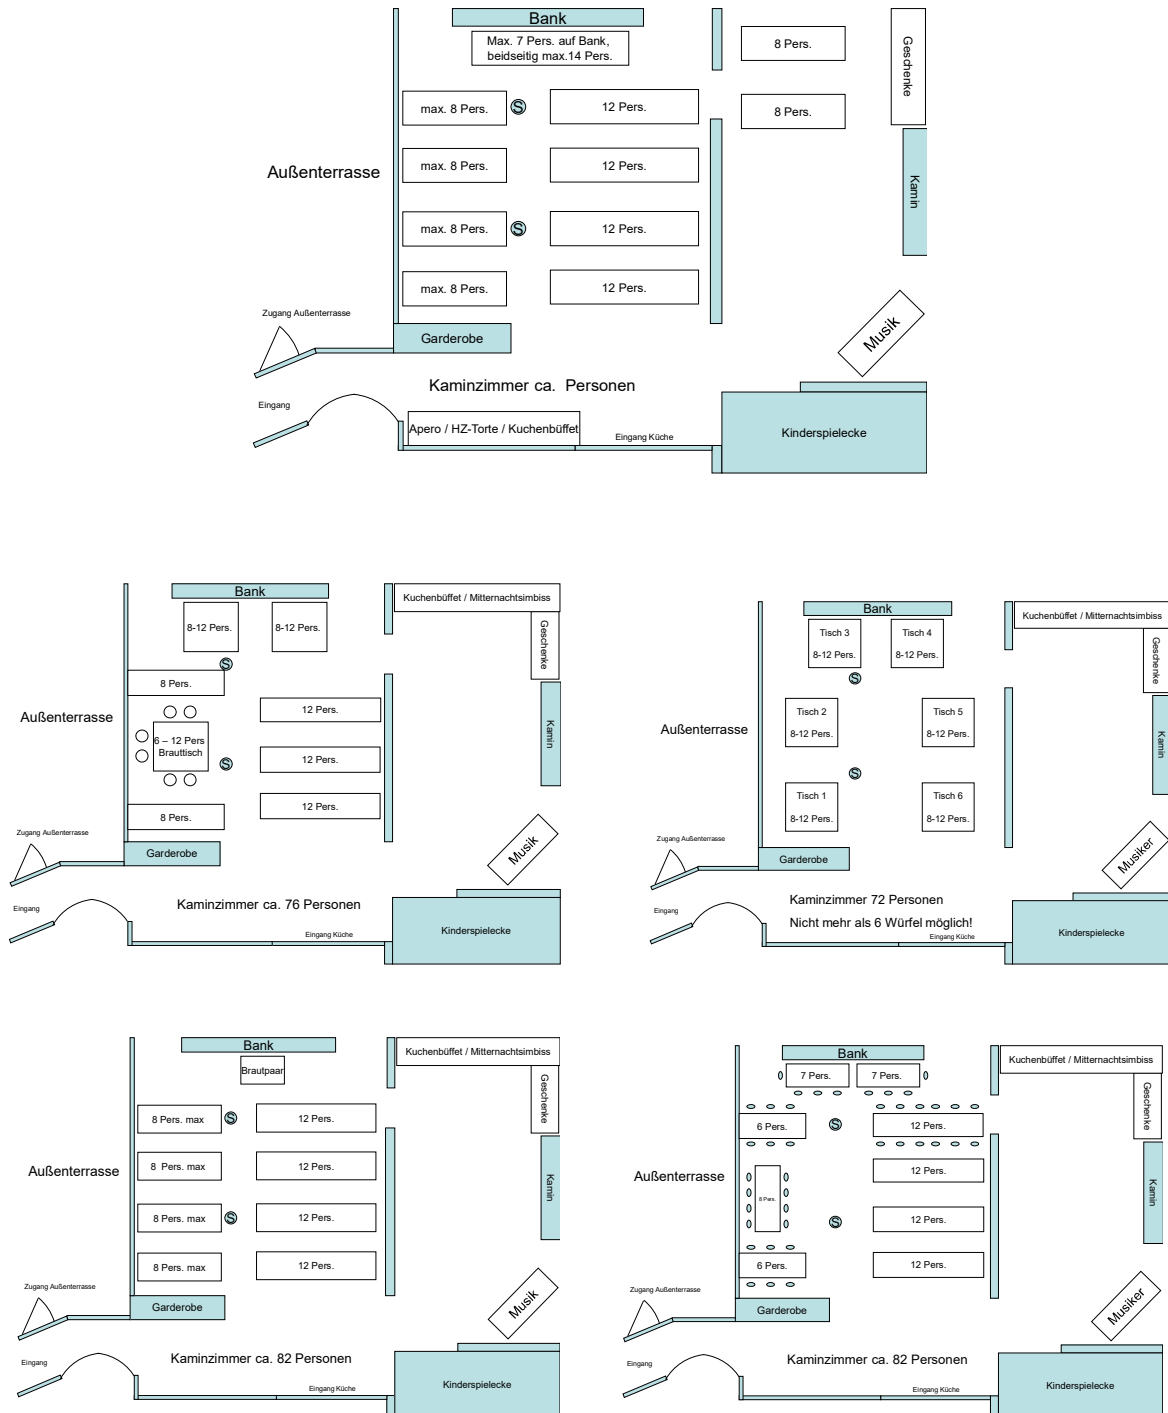 Bank
Max. 7 Pers. auf Bank,
beidseitig max.14 Pers.
8 Pers.
Geschenke
max. 8 Pers.
S
12 Pers.
8 Pers.
Außenterrasse
max. 8 Pers.
12 Pers.
Kamin
max. 8 Pers.
S
12 Pers.
max. 8 Pers.
12 Pers.
Zugang Außenterrasse
Garderobe
Musik
Kaminzimmer ca.  Personen
Eingang
Apero / HZ-Torte / Kuchenbüffet
Eingang Küche
Kinderspielecke
Bank
Kuchenbüffet / Mitternachtsimbiss
8-12 Pers.
8-12 Pers.
Geschenke
S
8 Pers.
12 Pers.
Außenterrasse
Kamin
6 – 12 Pers
Brauttisch
S
12 Pers.
12 Pers.
8 Pers.
Zugang Außenterrasse
Garderobe
Musik
Kaminzimmer ca. 76 Personen
Eingang
Eingang Küche
Kinderspielecke
Bank
Kuchenbüffet / Mitternachtsimbiss
Tisch 3
8-12 Pers.
Tisch 4
8-12 Pers.
Geschenke
S
Tisch 2
8-12 Pers.
Tisch 5
8-12 Pers.
Außenterrasse
Kamin
S
Tisch 1
8-12 Pers.
Tisch 6
8-12 Pers.
Zugang Außenterrasse
Garderobe
Musiker
Kaminzimmer 72 Personen
Nicht mehr als 6 Würfel möglich!
Eingang
Eingang Küche
Kinderspielecke
Bank
Kuchenbüffet / Mitternachtsimbiss
Brautpaar
Geschenke
8 Pers. max
S
12 Pers.
Außenterrasse
8  Pers. max
12 Pers.
Kamin
8 Pers. max
S
12 Pers.
8 Pers. max
12 Pers.
Zugang Außenterrasse
Garderobe
Musik
Kaminzimmer ca. 82 Personen
Eingang
Eingang Küche
Kinderspielecke
Bank
Kuchenbüffet / Mitternachtsimbiss
7 Pers.
7 Pers.
Geschenke
6 Pers.
S
12 Pers.
Außenterrasse
12 Pers.
Kamin
8 Pers.
S
12 Pers.
6 Pers.
12 Pers.
Zugang Außenterrasse
Garderobe
Musiker
Kaminzimmer ca. 82 Personen
Eingang
Eingang Küche
Kinderspielecke